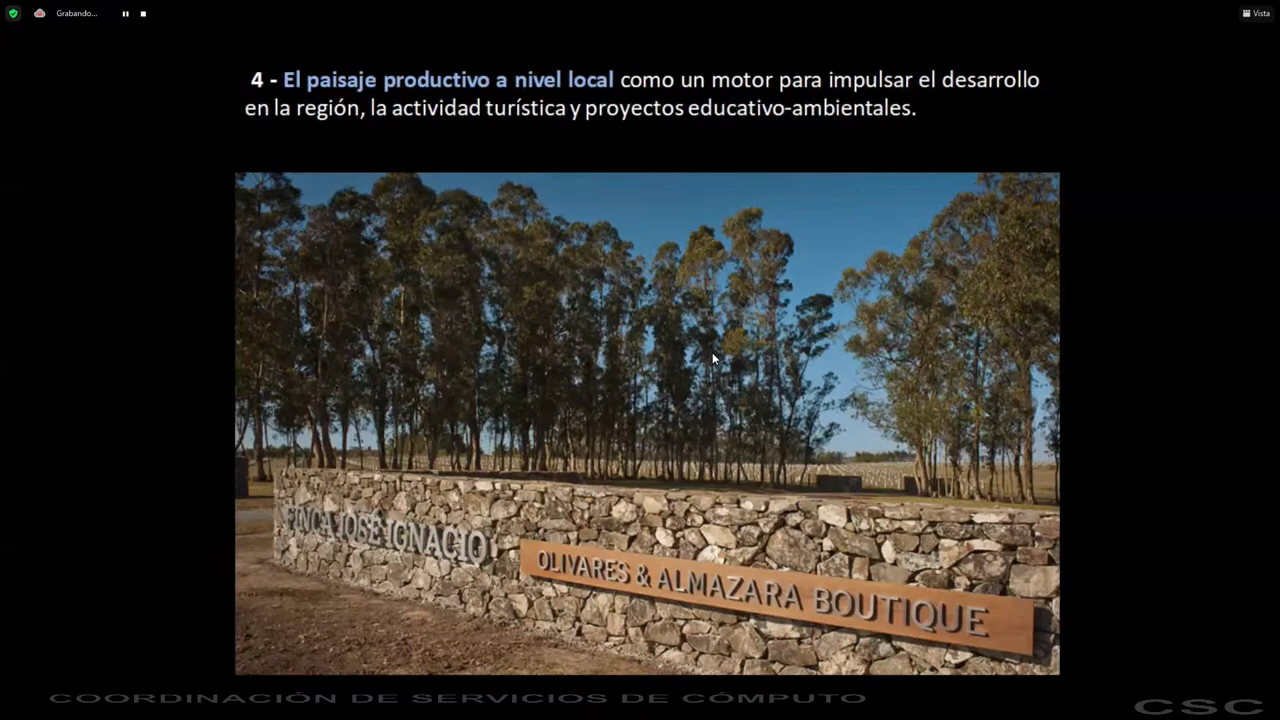 Grabando...
Vista
4 - El paisaje productivo a nivel local como un motor para impulsar el desarrollo
en la región, la actividad turística y proyectos educativo-ambientales.
FINCA JOSÉ IGNACIO
OLIVARES & ALMAZARA BOUTIQUE
COORDINACIÓN DE SERVICIOS DE CÓMPUTO
CSC